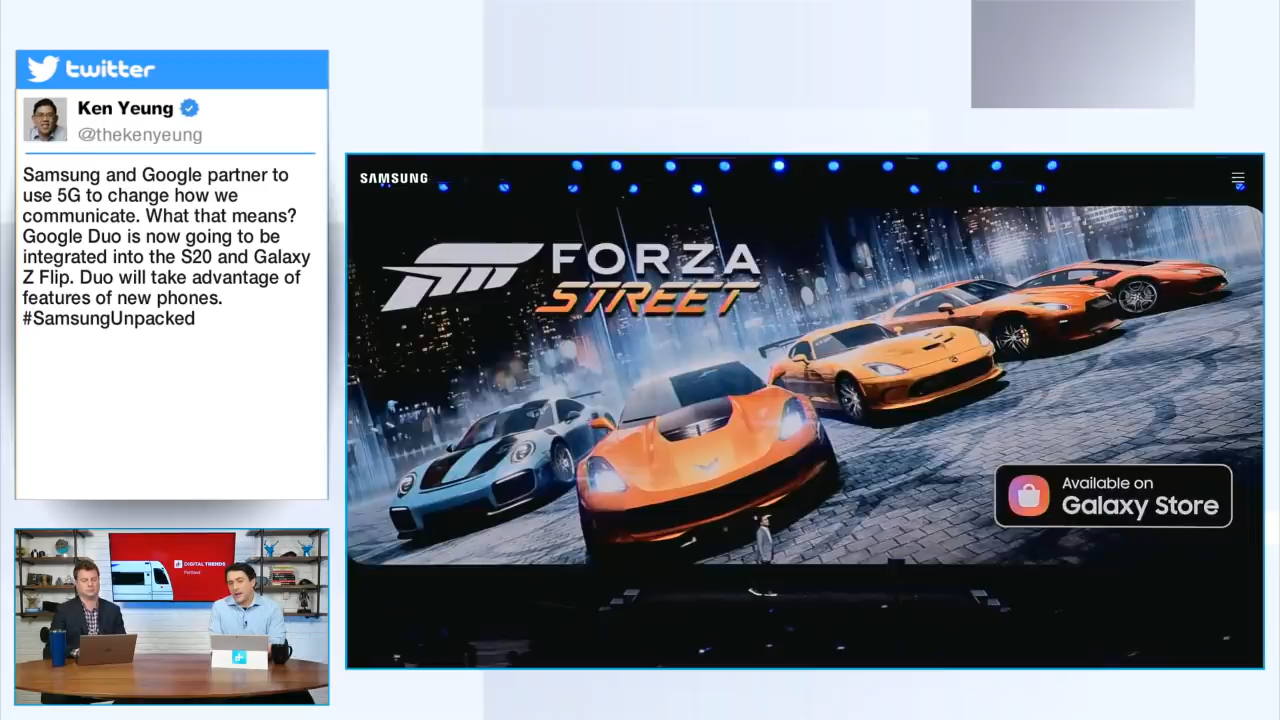 twitter
Ken Yeung
@thekenyeung
Samsung and Google partner to
use 5G to change how we
communicate. What that means?
Google Duo is now going to be
integrated into the S20 and Galaxy
Z Flip. Duo will take advantage of
features of new phones.
#SamsungUnpacked
SAMSUNG
FORZA
STREET
Available on
Galaxy Store
DIGITAL TRENDS
Portland